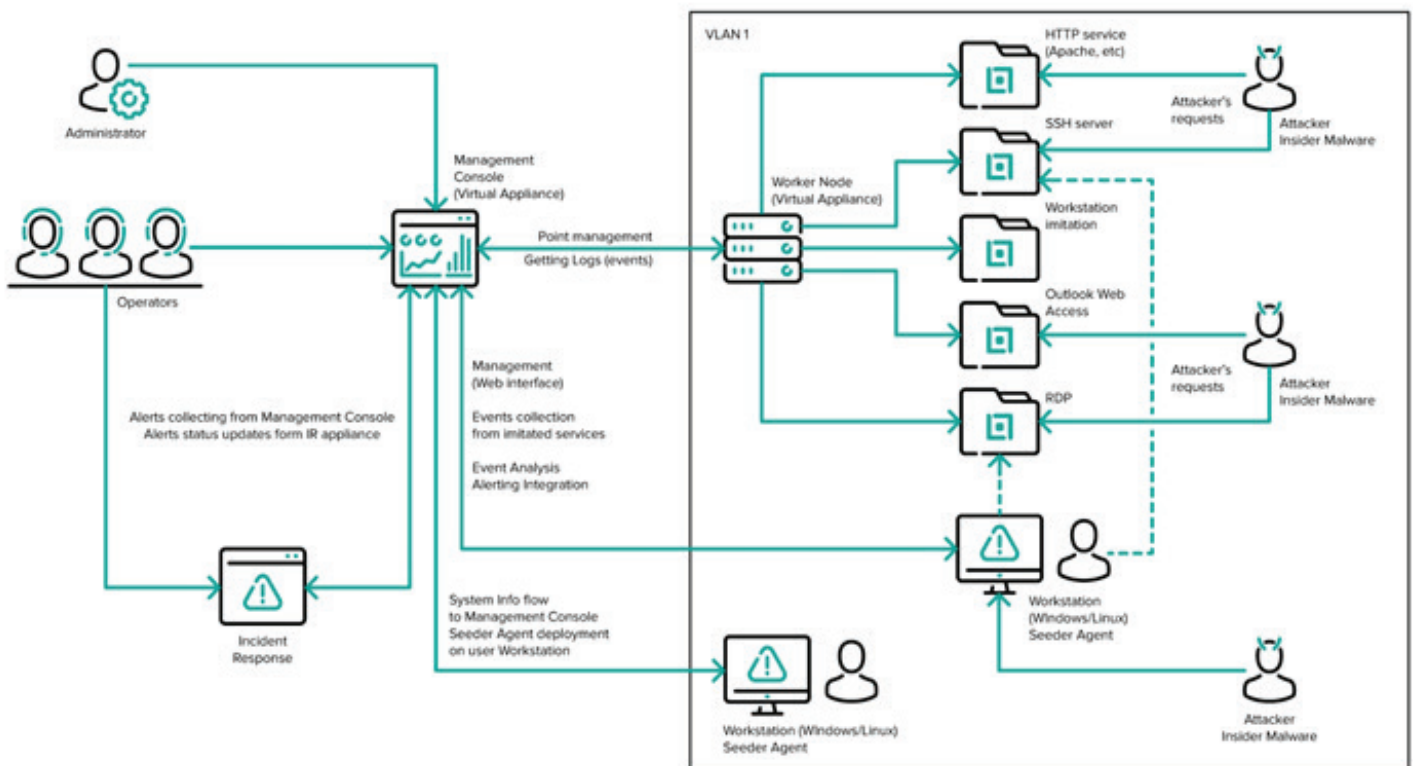 VLAN 1
HTTP service
(Apache, etc)
Administrator
Attacker's
requests
Attacker
Insider Malware
SSH server
Management
Console
(Virtual Appliance)
Worker Node
(Virtual Appliance)
Workstation
imitation
Point management
Getting Logs (events)
Operators
Outlook Web
Access
Management
(Web interface)
Attacker's
requests
Attacker
Insider Malware
RDP
Alerts collecting from Management Console
Alerts status updates form IR appliance
Events collection
from imitated services
Event Analysis
Alerting Integration
System Info flow
to Management Console
Seeder Agent deployment
on user Workstation
Workstation
(WIndows/Linux)
Seeder Agent
Incident
Response
Attacker
Insider Malware
Workstation (WIndows/Linux)
Seeder Agent